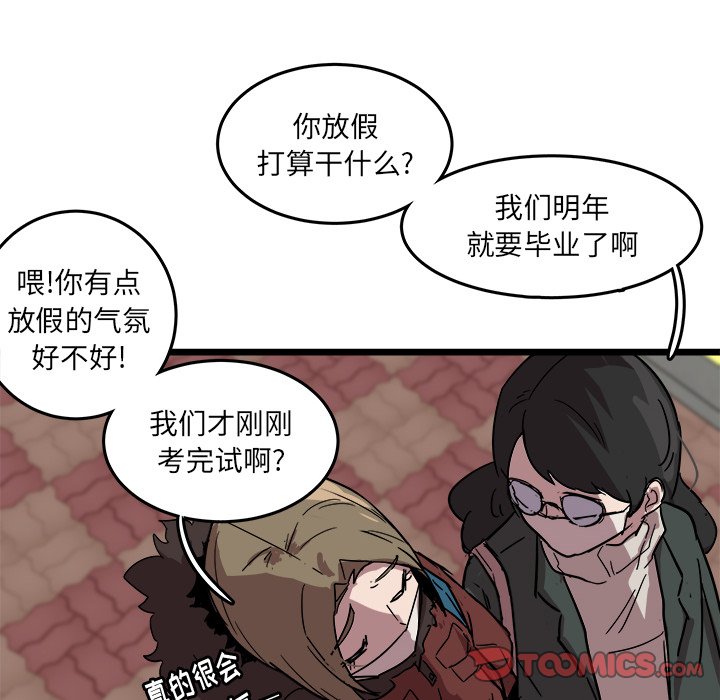 你放假
打算干什么?
我们明年
就要毕业了啊
喂!你有点
放假的气氛
好不好!
我们才刚刚
考完试啊?
真的很会
TOOMICS.COM